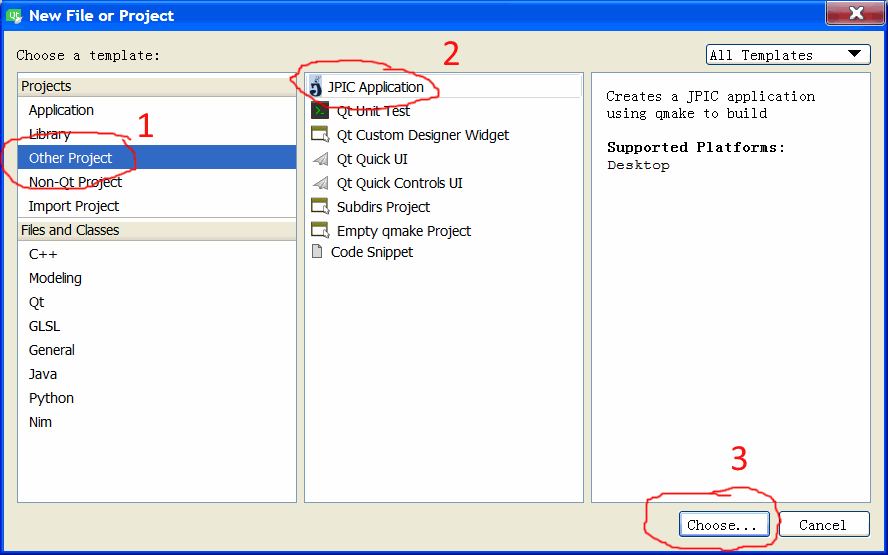 New File or Project
Choose a template:
All Templates
Projects
Application
Library
Other Project
Non-Qt Project
Import Project
Files and Classes
C++
Modeling
Qt
GLSL
General
Java
Python
Nim
1
2
JPIC Application
Qt Unit Test
Qt Custom Designer Widget
Qt Quick UI
Qt Quick Controls UI
Subdirs Project
Empty qmake Project
Code Snippet
Creates a JPIC application
using qmake to build
Supported Platforms:
Desktop
3
Choose...
Cancel